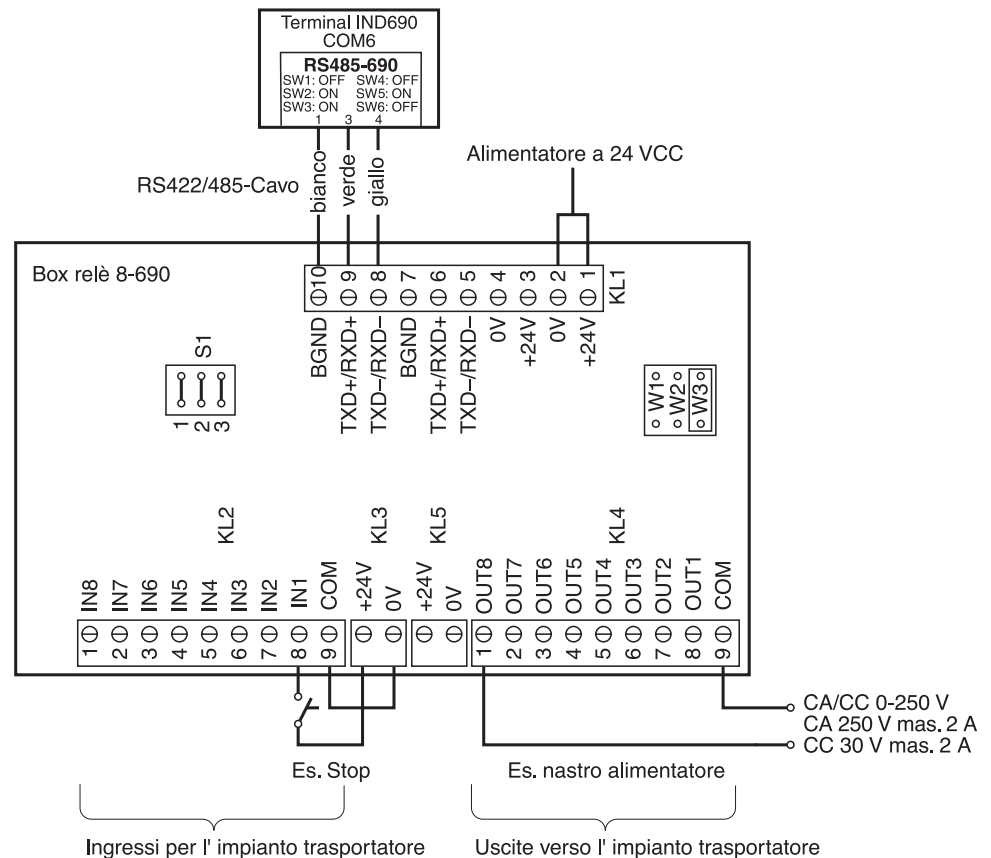 Terminal IND690
COM6
RS485-690
SW1: OFF SW4: OFF
SW2: ON SW5: ON
SW3: ON SW6: OFF
1 3 4
RS422/485-Cavo
bianco
verde
giallo
Alimentatore a 24 VCC
Box relè 8-690
10 9 8 7 6 5 4 3 2 1
KL1
BGND
TXD+/RXD+
TXD–/RXD–
BGND
TXD+/RXD+
TXD–/RXD–
0V
+24V
0V
+24V
S1
1 2 3
W1
W2
W3
KL2
KL3
KL5
KL4
IN8 IN7 IN6 IN5 IN4 IN3 IN2 IN1 COM
+24V 0V
+24V 0V
OUT8 OUT7 OUT6 OUT5 OUT4 OUT3 OUT2 OUT1 COM
1 2 3 4 5 6 7 8 9
1 2 3 4 5 6 7 8 9
CA/CC 0-250 V
CA 250 V mas. 2 A
CC 30 V mas. 2 A
Es. Stop
Es. nastro alimentatore
Ingressi per l' impianto trasportatore
Uscite verso l' impianto trasportatore